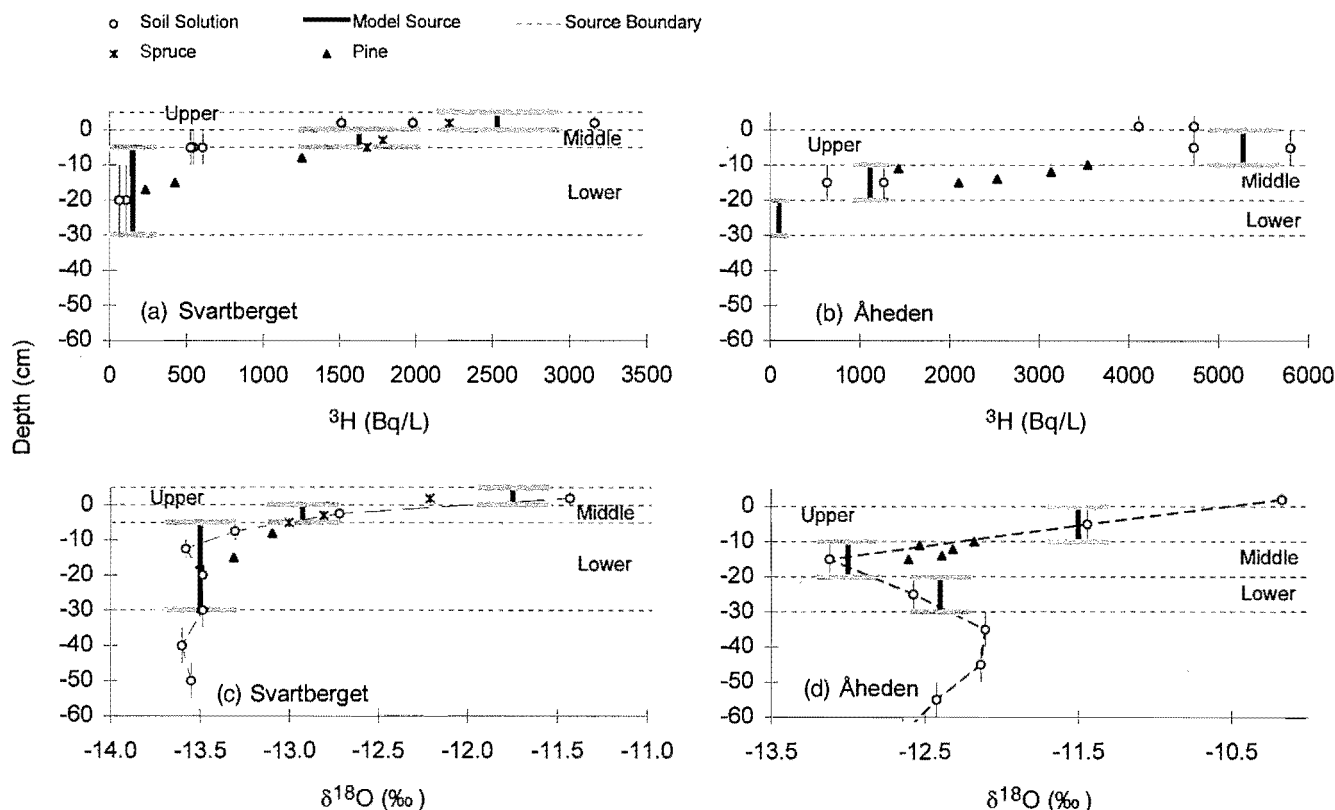 Soil Solution Model Source Source Boundary
Spruce Pine
Depth (cm)
Upper
Middle
Lower
0
-10
-20
-30
-40
-50
-60
(a) Svartberget
0 500 1000 1500 2000 2500 3000 3500
³H (Bq/L)
Upper
Middle
Lower
0
-10
-20
-30
-40
-50
-60
(b) Åheden
0 1000 2000 3000 4000 5000 6000
³H (Bq/L)
Upper
Middle
Lower
0
-10
-20
-30
-40
-50
-60
(c) Svartberget
-14.0 -13.5 -13.0 -12.5 -12.0 -11.5 -11.0
δ¹⁸O (‰)
Upper
Middle
Lower
0
-10
-20
-30
-40
-50
-60
(d) Åheden
-13.5 -12.5 -11.5 -10.5
δ¹⁸O (‰)